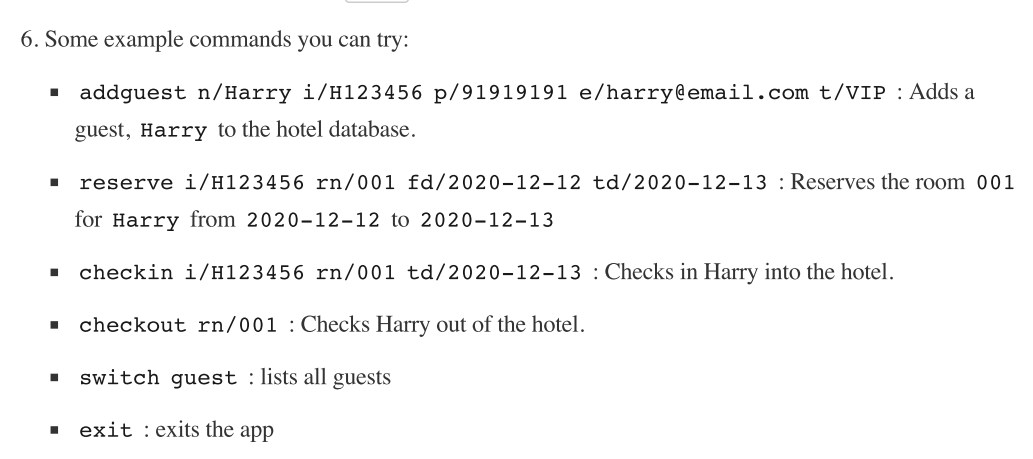 6. Some example commands you can try:
▪ addguest n/Harry i/H123456 p/91919191 e/harry@email.com t/VIP : Adds a
guest, Harry to the hotel database.
▪ reserve i/H123456 rn/001 fd/2020-12-12 td/2020-12-13 : Reserves the room 001
for Harry from 2020-12-12 to 2020-12-13
▪ checkin i/H123456 rn/001 td/2020-12-13 : Checks in Harry into the hotel.
▪ checkout rn/001 : Checks Harry out of the hotel.
▪ switch guest : lists all guests
▪ exit : exits the app